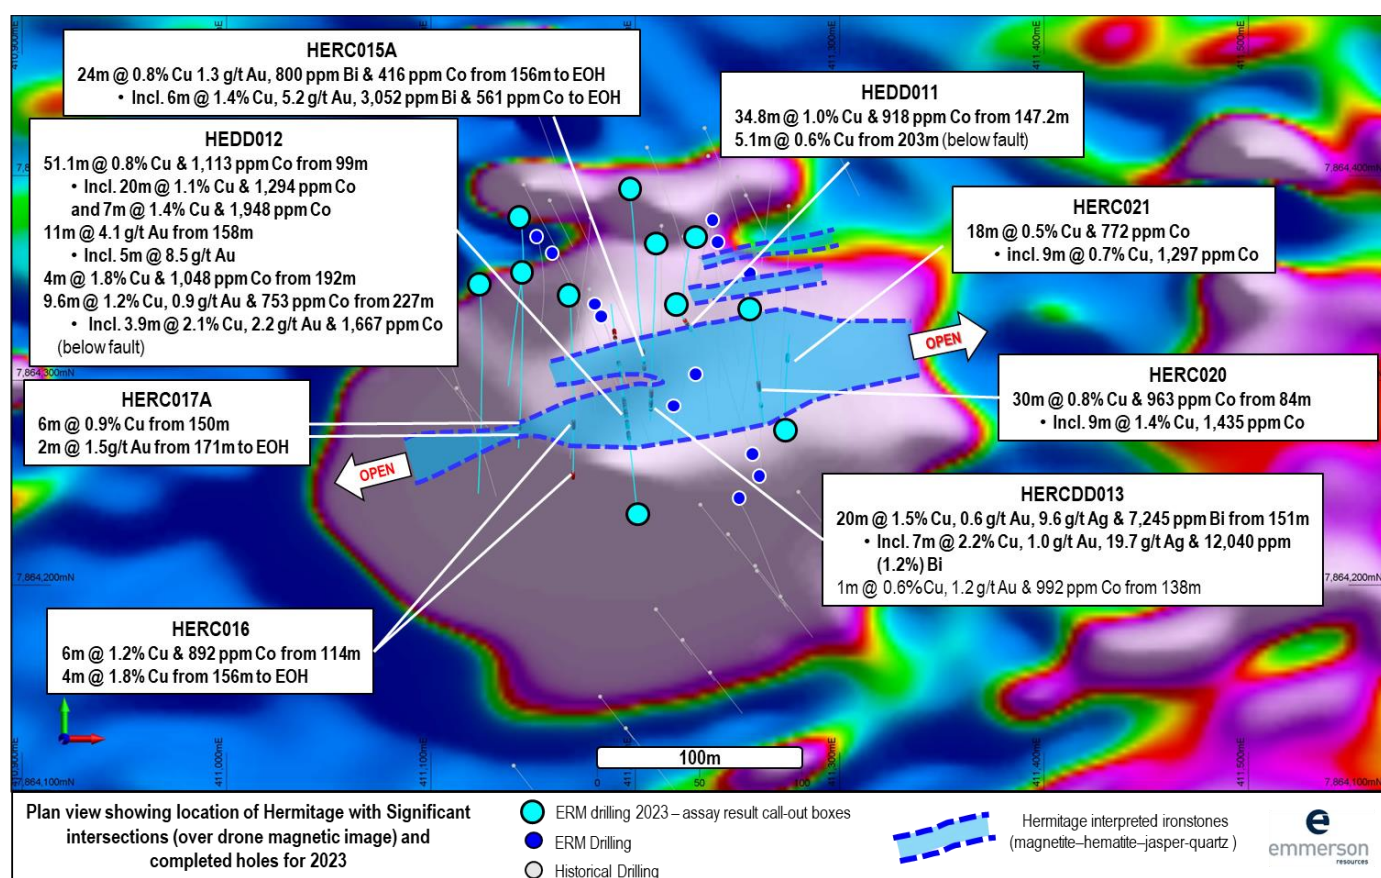 HERC015A
24m @ 0.8% Cu 1.3 g/t Au, 800 ppm Bi & 416 ppm Co from 156m to EOH
• Incl. 6m @ 1.4% Cu, 5.2 g/t Au, 3,052 ppm Bi & 561 ppm Co to EOH
HEDD011
34.8m @ 1.0% Cu & 918 ppm Co from 147.2m
5.1m @ 0.6% Cu from 203m (below fault)
HEDD012
51.1m @ 0.8% Cu & 1,113 ppm Co from 99m
• Incl. 20m @ 1.1% Cu & 1,294 ppm Co
and 7m @ 1.4% Cu & 1,948 ppm Co
11m @ 4.1 g/t Au from 158m
• Incl. 5m @ 8.5 g/t Au
4m @ 1.8% Cu & 1,048 ppm Co from 192m
9.6m @ 1.2% Cu, 0.9 g/t Au & 753 ppm Co from 227m
• Incl. 3.9m @ 2.1% Cu, 2.2 g/t Au & 1,667 ppm Co
(below fault)
HERC021
18m @ 0.5% Cu & 772 ppm Co
• incl. 9m @ 0.7% Cu, 1,297 ppm Co
OPEN
HERC020
30m @ 0.8% Cu & 963 ppm Co from 84m
• Incl. 9m @ 1.4% Cu, 1,435 ppm Co
HERC017A
6m @ 0.9% Cu from 150m
2m @ 1.5g/t Au from 171m to EOH
OPEN
HERCDD013
20m @ 1.5% Cu, 0.6 g/t Au, 9.6 g/t Ag & 7,245 ppm Bi from 151m
• Incl. 7m @ 2.2% Cu, 1.0 g/t Au, 19.7 g/t Ag & 12,040 ppm
(1.2%) Bi
1m @ 0.6% Cu, 1.2 g/t Au & 992 ppm Co from 138m
HERC016
6m @ 1.2% Cu & 892 ppm Co from 114m
4m @ 1.8% Cu from 156m to EOH
410,900mE
411,300mE
411,400mE
411,500mE
7,864,400mN
7,864,300mN
7,864,200mN
7,864,200mN
7,864,100mN
7,864,100mN
410,900mE
411,000mE
411,100mE
411,300mE
411,400mE
411,500mE
100m
0
50
100
Plan view showing location of Hermitage with Significant
intersections (over drone magnetic image) and
completed holes for 2023
ERM drilling 2023 – assay result call-out boxes
ERM Drilling
Historical Drilling
Hermitage interpreted ironstones
(magnetite–hematite–jasper-quartz )
emmerson
resources